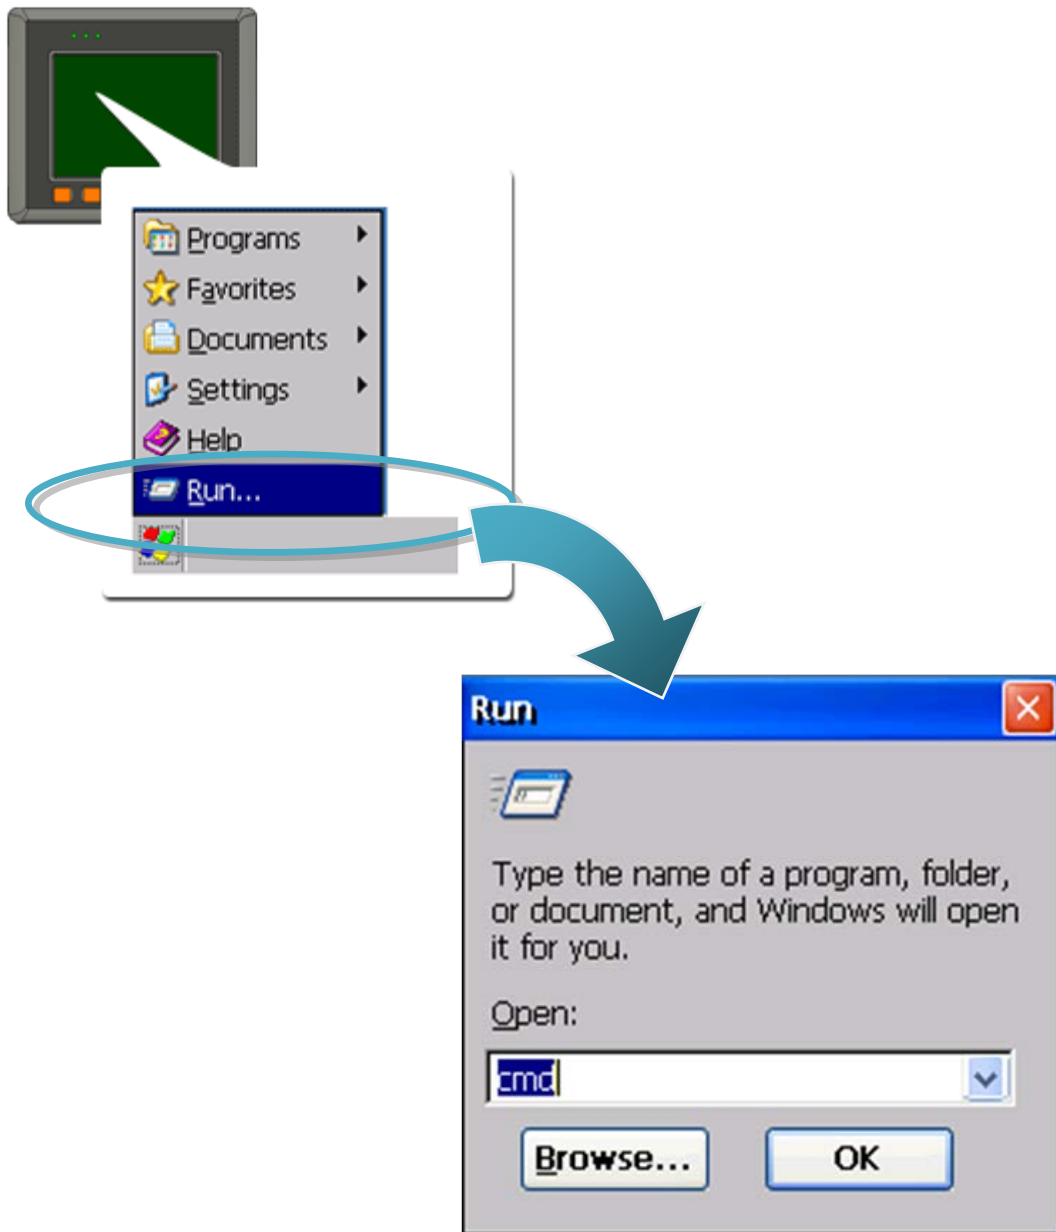 Programs
Favorites
Documents
Settings
Help
Run...
Run
Type the name of a program, folder,
or document, and Windows will open
it for you.
Open:
cmd
Browse...
OK